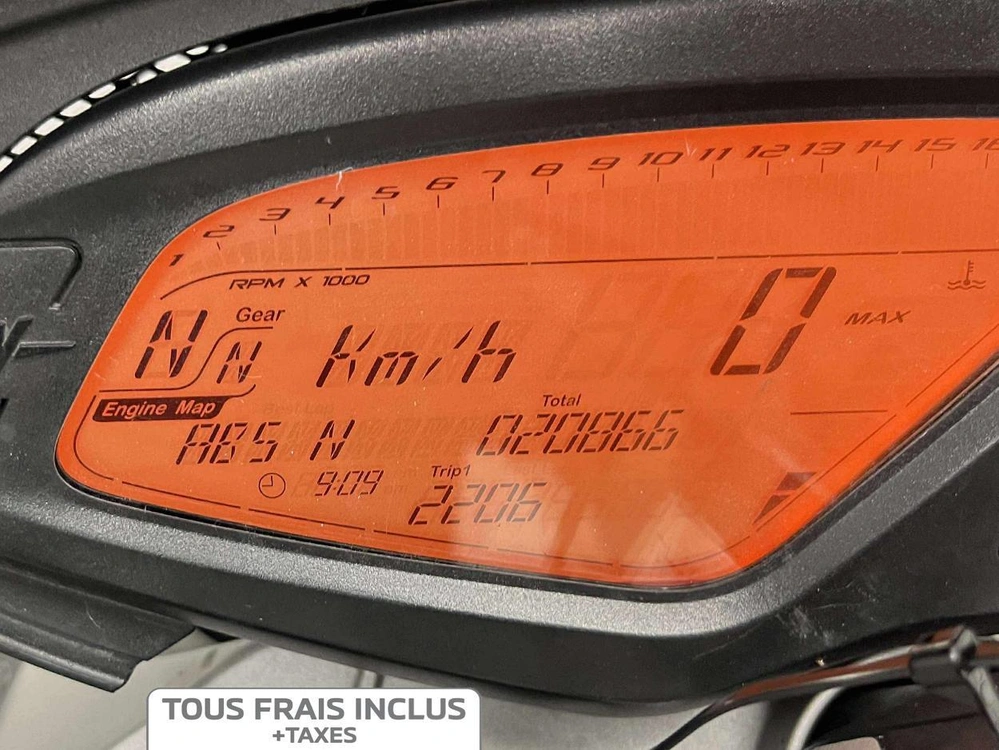 1 2 3 4 5 6 7 8 9 10 11 12 13 14 15 16
RPM X 1000
Gear
N N Km/h 0 MAX
Engine Map Total
ABS N 020866
9:09 Trip1
2206
TOUS FRAIS INCLUS
+TAXES